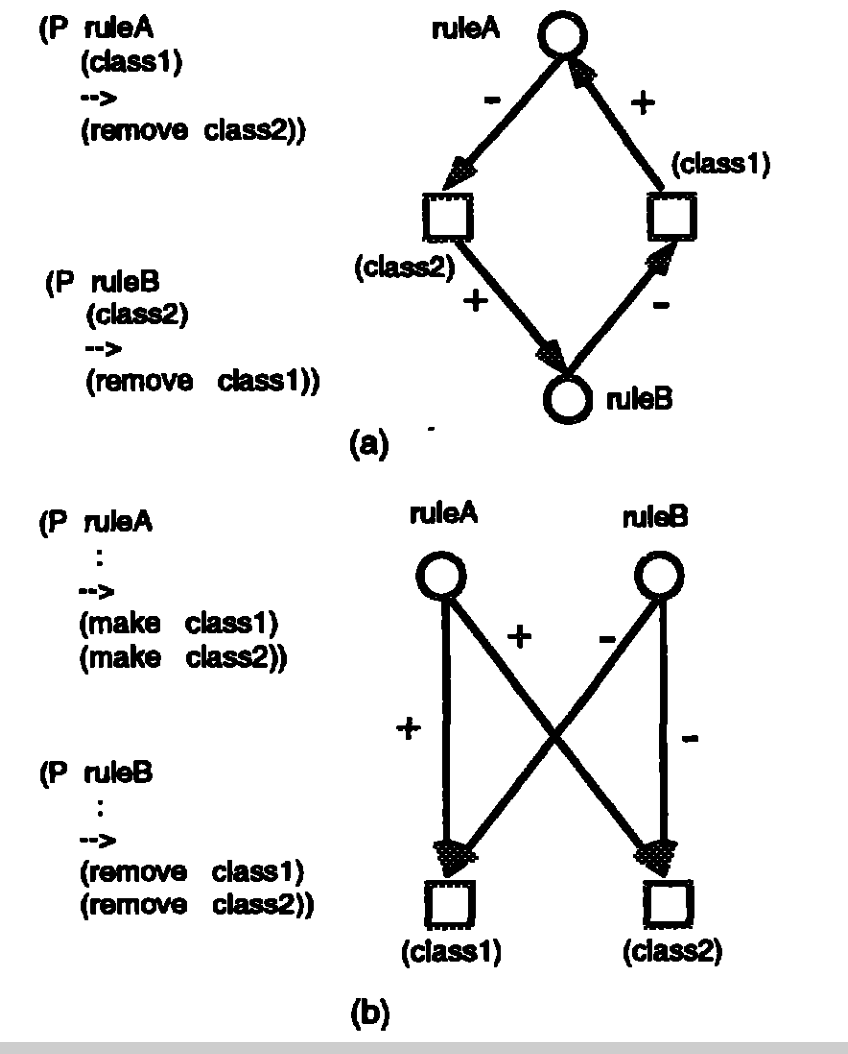 (P ruleA
(class1)
-->
(remove class2))
ruleA
-
+
(class1)
(class2)
+
-
ruleB
(P ruleB
(class2)
-->
(remove class1))
(a)
(P ruleA
:
-->
(make class1)
(make class2))
(P ruleB
:
-->
(remove class1)
(remove class2))
ruleA
ruleB
+
-
+
-
(class1)
(class2)
(b)